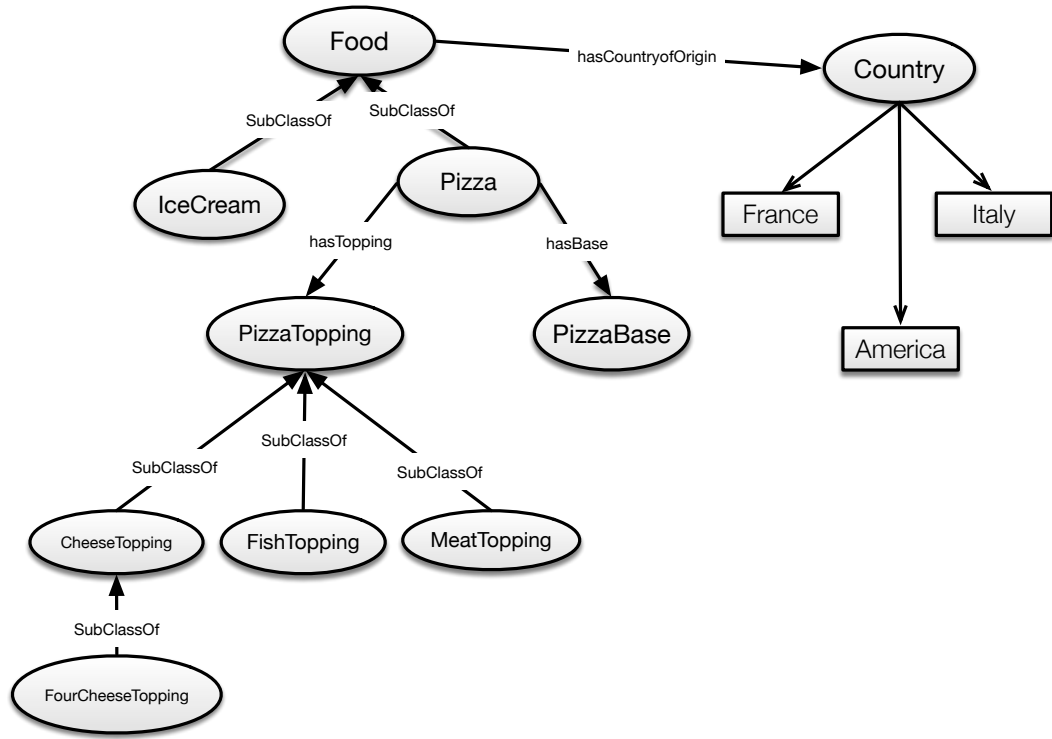 Food
hasCountryofOrigin
Country
SubClassOf
SubClassOf
IceCream
Pizza
France
Italy
hasTopping
hasBase
PizzaTopping
PizzaBase
America
SubClassOf
SubClassOf
SubClassOf
CheeseTopping
FishTopping
MeatTopping
SubClassOf
FourCheeseTopping